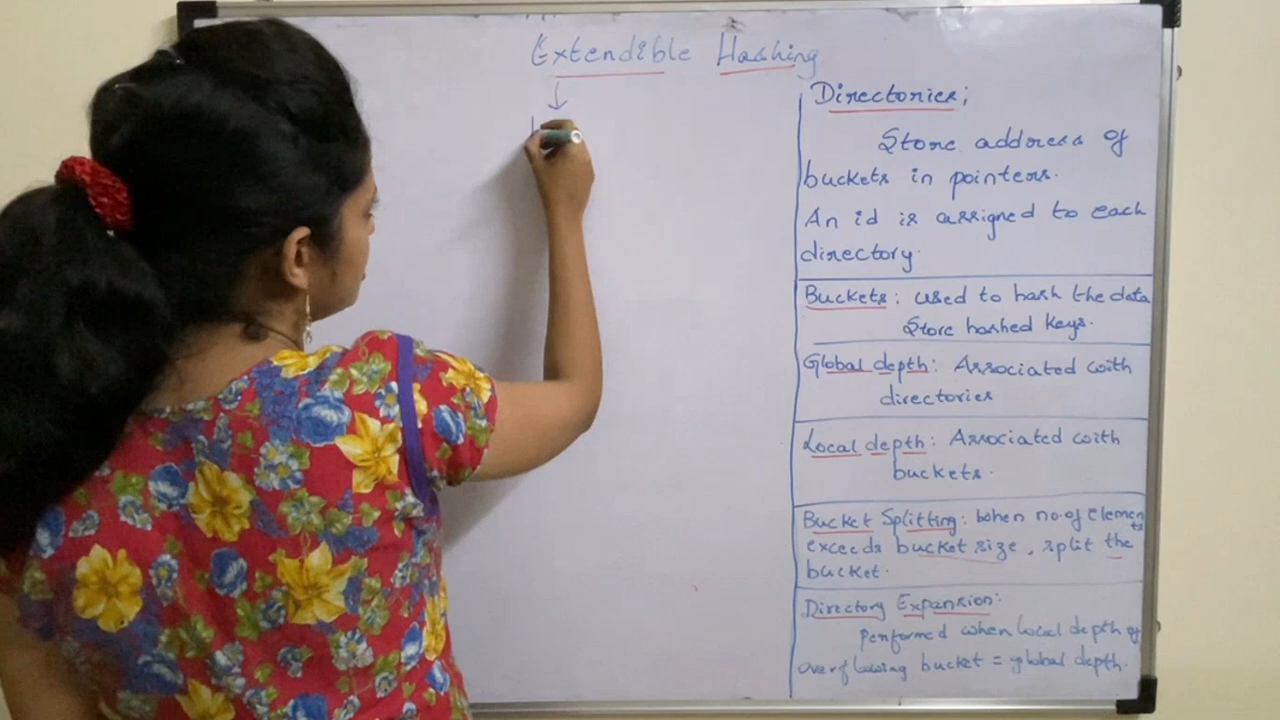 Extendible Hashing
Directories;
Store address of
buckets in pointers.
An id is assigned to each
directory.
Buckets: used to hash the data
Store hashed keys.
Global depth: Associated with
directories
Local depth: Associated with
buckets.
Bucket Splitting: when no.of elements
exceeds bucket size, split the
bucket.
Directory Expansion:
performed when local depth of
overflowing bucket = global depth.